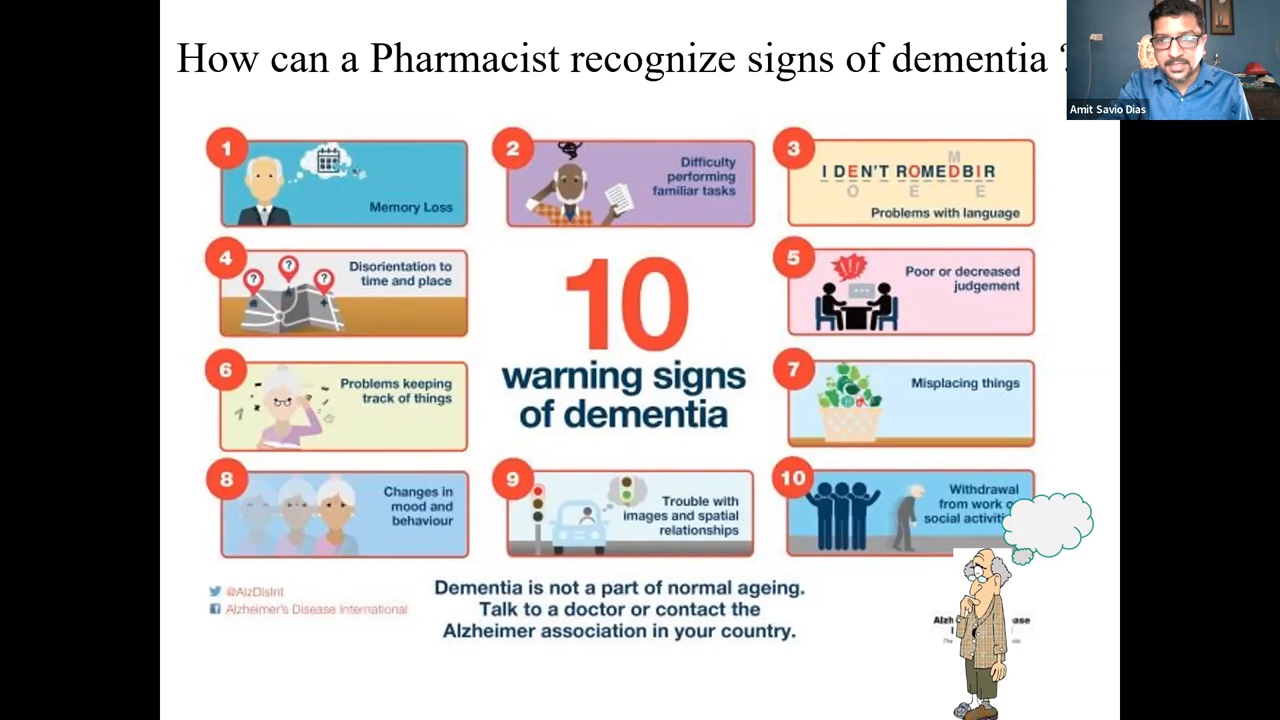 How can a Pharmacist recognize signs of dementia ?
Amit Savio Dias
1
Memory Loss
2
Difficulty
performing
familiar tasks
3
M
I DEN'T ROMEDBIR
O E E
Problems with language
4
? ? ?
Disorientation to
time and place
10
warning signs
of dementia
5
Poor or decreased
judgement
6
Problems keeping
track of things
7
Misplacing things
8
Changes in
mood and
behaviour
9
Trouble with
images and spatial
relationships
10
Withdrawal
from work
social
@AlzDisInt
Alzheimer's Disease International
Dementia is not a part of normal ageing.
Talk to a doctor or contact the
Alzheimer association in your country.